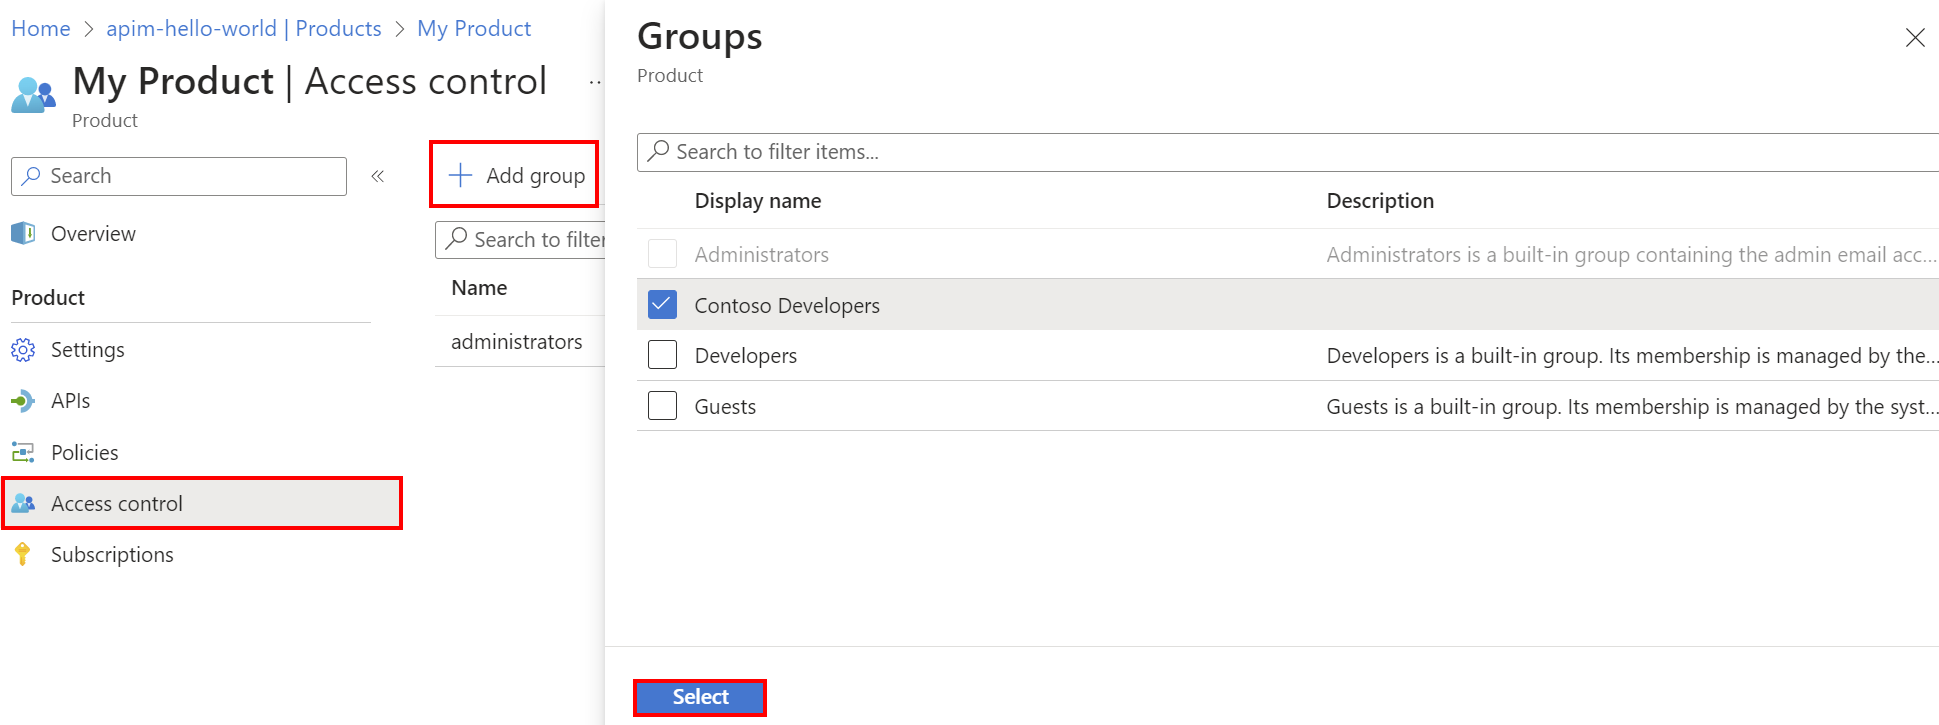 Home > apim-hello-world | Products > My Product
My Product | Access control
Product
Search
«
Overview
Product
Settings
APIs
Policies
Access control
Subscriptions
Add group
Search to filter
Name
administrators
Groups
Product
Search to filter items...
Display name Description
Administrators Administrators is a built-in group containing the admin email acc...
Contoso Developers
Developers Developers is a built-in group. Its membership is managed by the...
Guests Guests is a built-in group. Its membership is managed by the syst...
Select